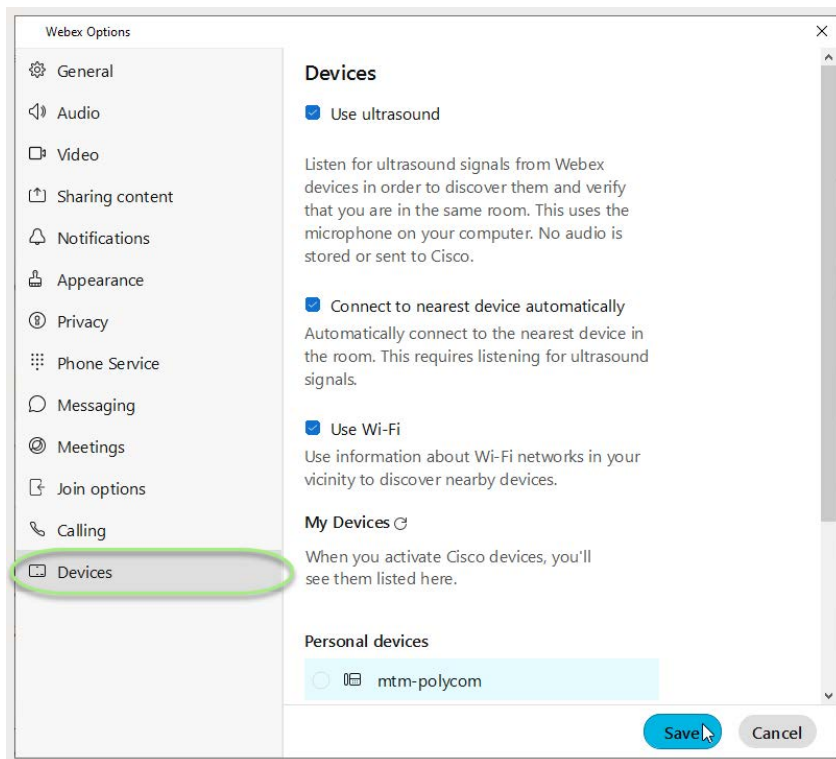 Webex Options
General
Audio
Video
Sharing content
Notifications
Appearance
Privacy
Phone Service
Messaging
Meetings
Join options
Calling
Devices
Devices
Use ultrasound
Listen for ultrasound signals from Webex
devices in order to discover them and verify
that you are in the same room. This uses the
microphone on your computer. No audio is
stored or sent to Cisco.
Connect to nearest device automatically
Automatically connect to the nearest device in
the room. This requires listening for ultrasound
signals.
Use Wi-Fi
Use information about Wi-Fi networks in your
vicinity to discover nearby devices.
My Devices
When you activate Cisco devices, you'll
see them listed here.
Personal devices
mtm-polycom
Save
Cancel